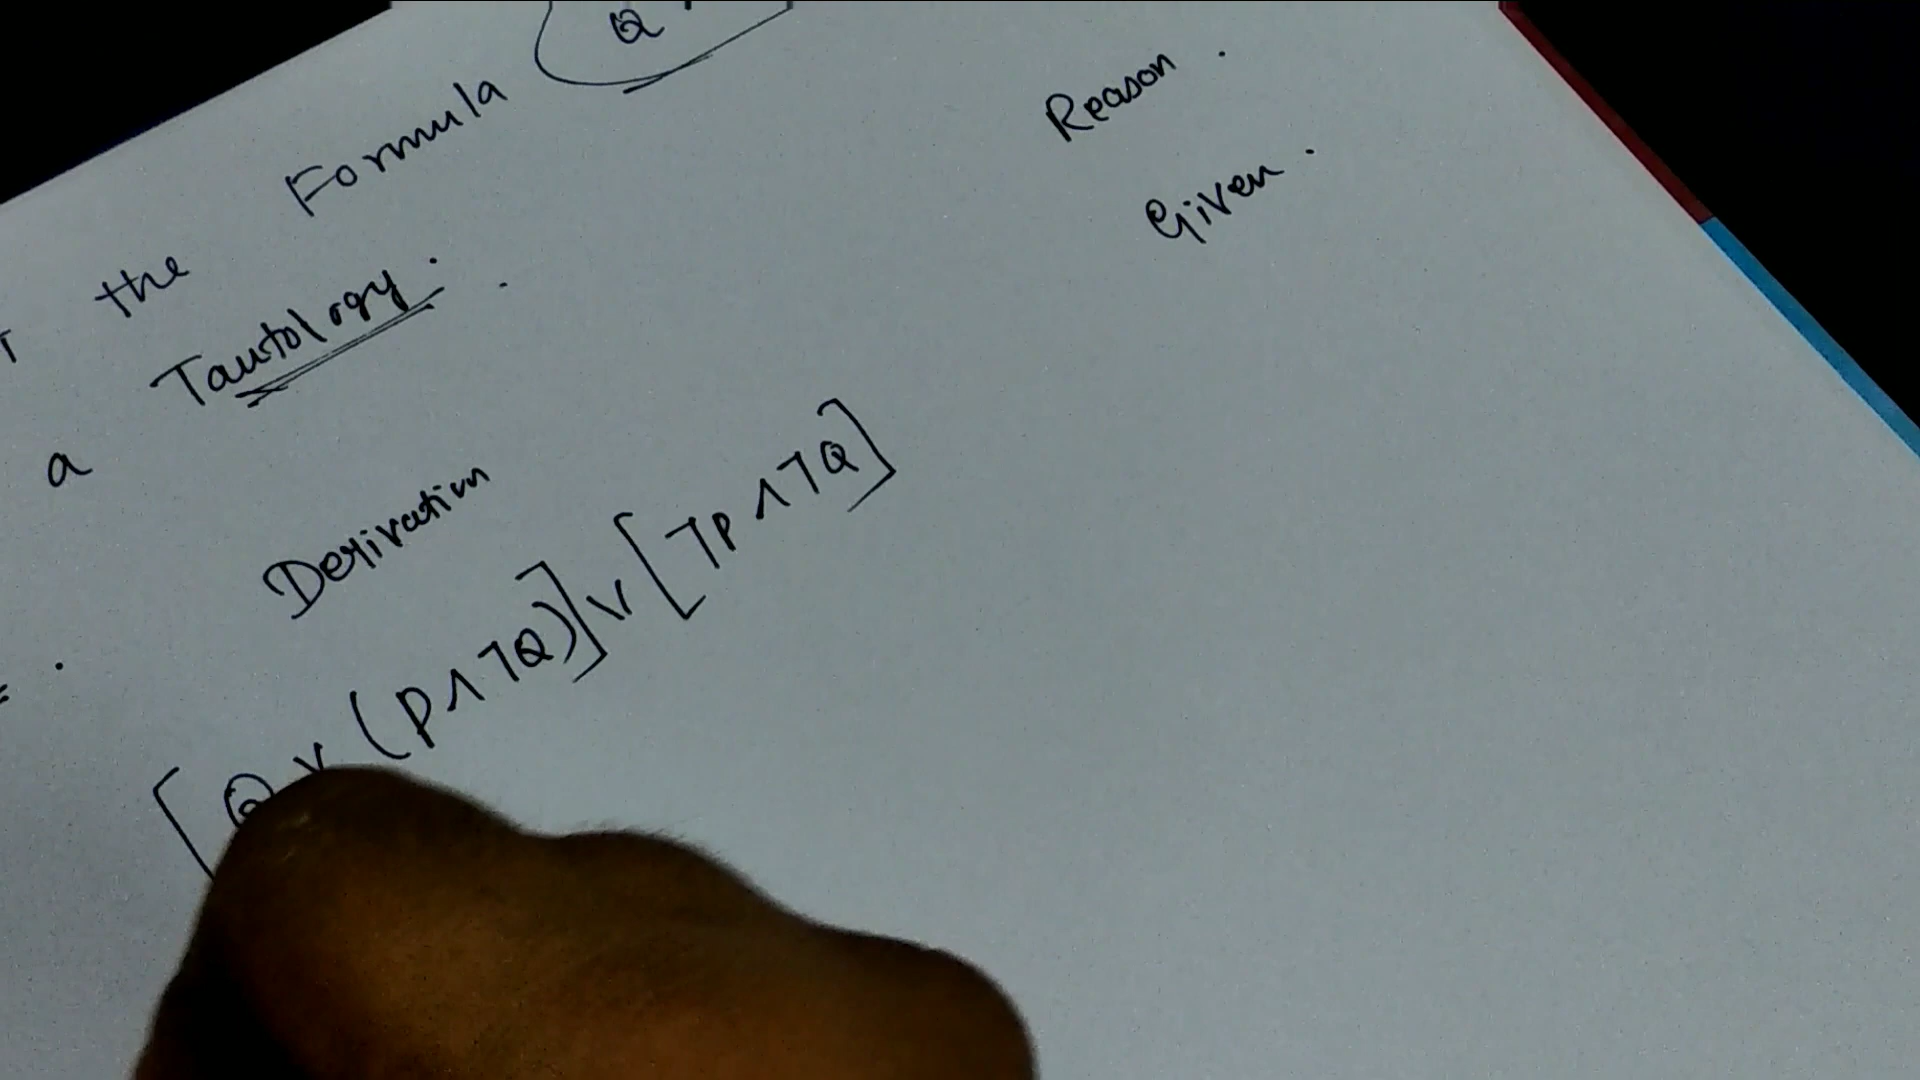 the Formula Q
a Tautology.
Derivation Reason.
[Q ∨ (P ∧ ¬Q)] ∨ [¬P ∧ ¬Q] Given.